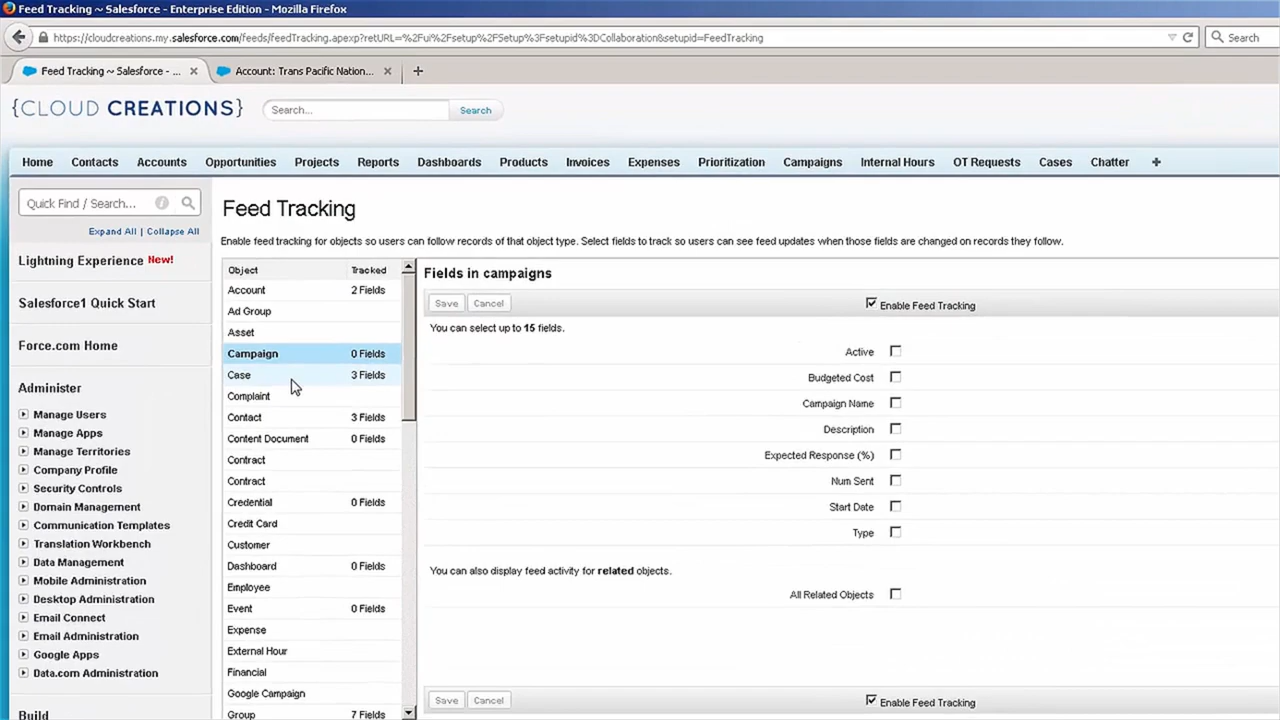 Feed Tracking ~ Salesforce - Enterprise Edition - Mozilla Firefox
https://cloudcreations.my.salesforce.com/feeds/feedTracking.apexp?retURL=%2Fui%2Fsetup%2FSetup%3Fsetupid%3DCollaboration&setupid=FeedTracking
Search
Feed Tracking ~ Salesforce - ...
Account: Trans Pacific Nation...
{CLOUD CREATIONS}
Search...
Search
Home Contacts Accounts Opportunities Projects Reports Dashboards Products Invoices Expenses Prioritization Campaigns Internal Hours OT Requests Cases Chatter +
Quick Find / Search...
Expand All | Collapse All
Lightning Experience New!
Salesforce1 Quick Start
Force.com Home
Administer
Manage Users
Manage Apps
Manage Territories
Company Profile
Security Controls
Domain Management
Communication Templates
Translation Workbench
Data Management
Mobile Administration
Desktop Administration
Email Connect
Email Administration
Google Apps
Data.com Administration
Build
Feed Tracking
Enable feed tracking for objects so users can follow records of that object type. Select fields to track so users can see feed updates when those fields are changed on records they follow.
Object Tracked
Account 2 Fields
Ad Group
Asset
Campaign 0 Fields
Case 3 Fields
Complaint
Contact 3 Fields
Content Document 0 Fields
Contract
Contract
Credential 0 Fields
Credit Card
Customer
Dashboard 0 Fields
Employee
Event 0 Fields
Expense
External Hour
Financial
Google Campaign
Group 7 Fields
Fields in campaigns
Save Cancel Enable Feed Tracking
You can select up to 15 fields.
Active
Budgeted Cost
Campaign Name
Description
Expected Response (%)
Num Sent
Start Date
Type
You can also display feed activity for related objects.
All Related Objects
Save Cancel Enable Feed Tracking